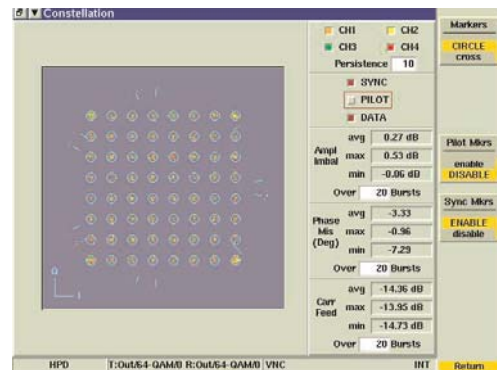 Constellation
CH1 CH2
CH3 CH4
Persistence 10
SYNC
PILOT
DATA
Ampl Imbal
avg 0.27 dB
max 0.53 dB
min -0.06 dB
Over 20 Bursts
Phase Mis (Deg)
avg -3.33
max -0.96
min -7.29
Over 20 Bursts
Carr Feed
avg -14.36 dB
max -13.95 dB
min -14.73 dB
Over 20 Bursts
Markers
CIRCLE
cross
Pilot Mkrs
enable
DISABLE
Sync Mkrs
ENABLE
disable
Q
I
HPD T:Out/64-QAM/0 R:Out/64-QAM/0 VNC INT Return